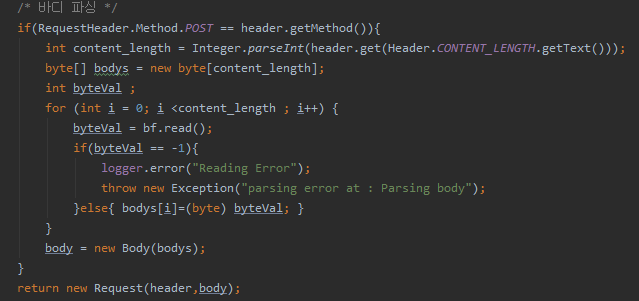 /* 바디 파싱 */
if(RequestHeader.Method.POST == header.getMethod()){
int content_length = Integer.parseInt(header.get(Header.CONTENT_LENGTH.getText()));
byte[] bodys = new byte[content_length];
int byteVal ;
for (int i = 0; i <content_length ; i++) {
byteVal = bf.read();
if(byteVal == -1){
logger.error("Reading Error");
throw new Exception("parsing error at : Parsing body");
}else{ bodys[i]=(byte) byteVal; }
}
body = new Body(bodys);
}
return new Request(header,body);